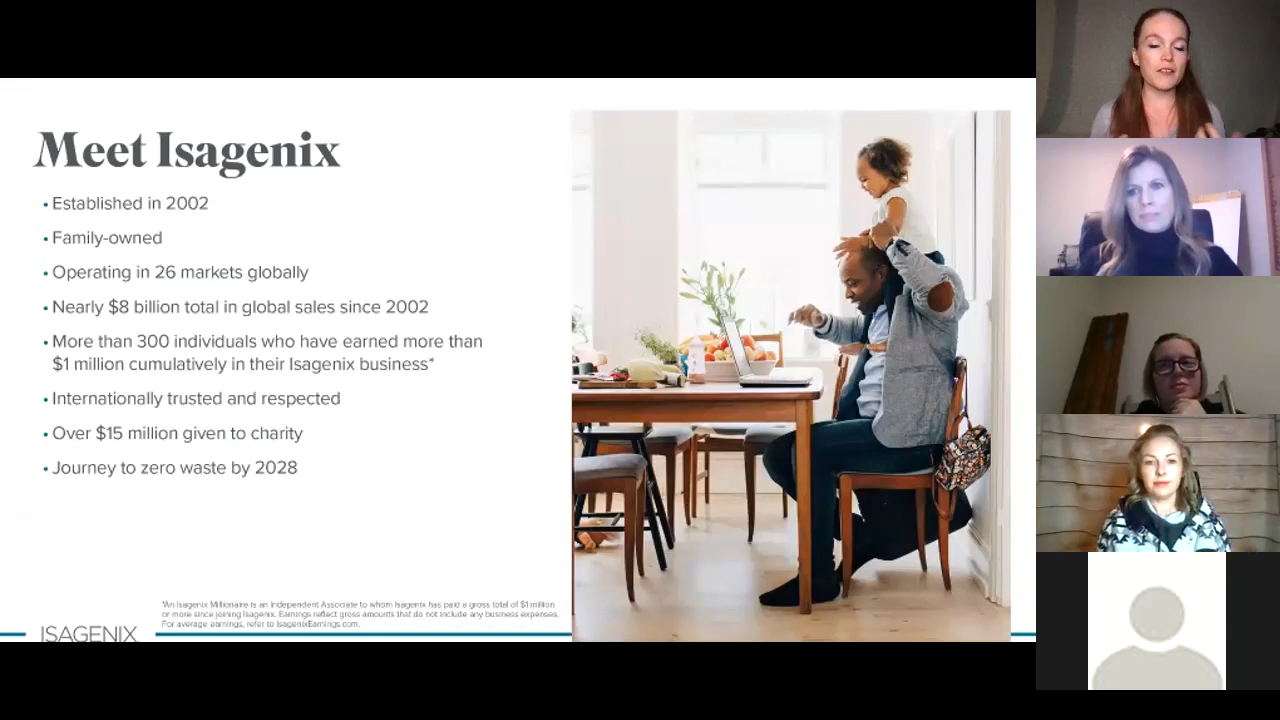 Meet Isagenix
• Established in 2002
• Family-owned
• Operating in 26 markets globally
• Nearly $8 billion total in global sales since 2002
• More than 300 individuals who have earned more than
$1 million cumulatively in their Isagenix business*
• Internationally trusted and respected
• Over $15 million given to charity
• Journey to zero waste by 2028
*An Isagenix Millionaire is an Independent Associate to whom Isagenix has paid a gross total of $1 million
or more since joining Isagenix. Earnings reflect gross amounts that do not include any business expenses.
For average earnings, refer to IsagenixEarnings.com.
ISAGENIX